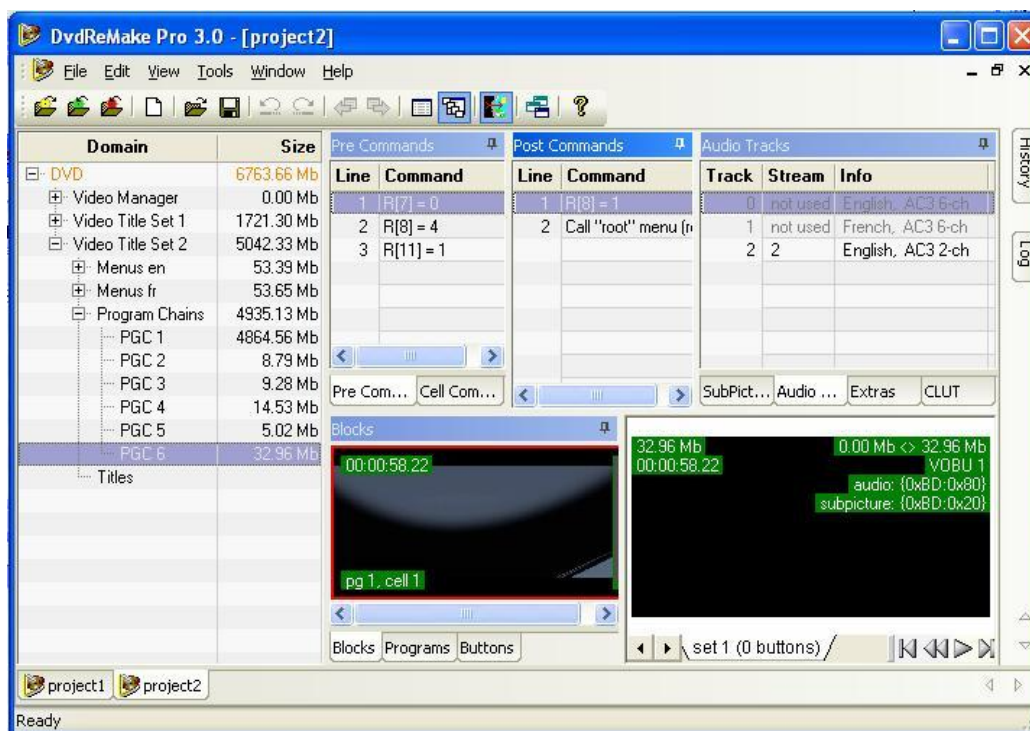 DvdReMake Pro 3.0 - [project2]
File Edit View Tools Window Help
Domain Size
DVD 6763.66 Mb
Video Manager 0.00 Mb
Video Title Set 1 1721.30 Mb
Video Title Set 2 5042.33 Mb
Menus en 53.39 Mb
Menus fr 53.65 Mb
Program Chains 4935.13 Mb
PGC 1 4864.56 Mb
PGC 2 8.79 Mb
PGC 3 9.28 Mb
PGC 4 14.53 Mb
PGC 5 5.02 Mb
PGC 6 32.96 Mb
Titles
Pre Commands
Line Command
1 R[7] = 0
2 R[8] = 4
3 R[11] = 1
Pre Com... Cell Com...
Post Commands
Line Command
1 R[8] = 1
2 Call "root" menu (r
Audio Tracks
Track Stream Info
0 not used English, AC3 6-ch
1 not used French, AC3 6-ch
2 2 English, AC3 2-ch
SubPict... Audio ... Extras CLUT
History
Log
Blocks
00:00:58.22
pg 1, cell 1
Blocks Programs Buttons
32.96 Mb 0.00 Mb <> 32.96 Mb
00:00:58.22 VOBU 1
audio: {0xBD:0x80}
subpicture: {0xBD:0x20}
set 1 (0 buttons)
project1 project2
Ready